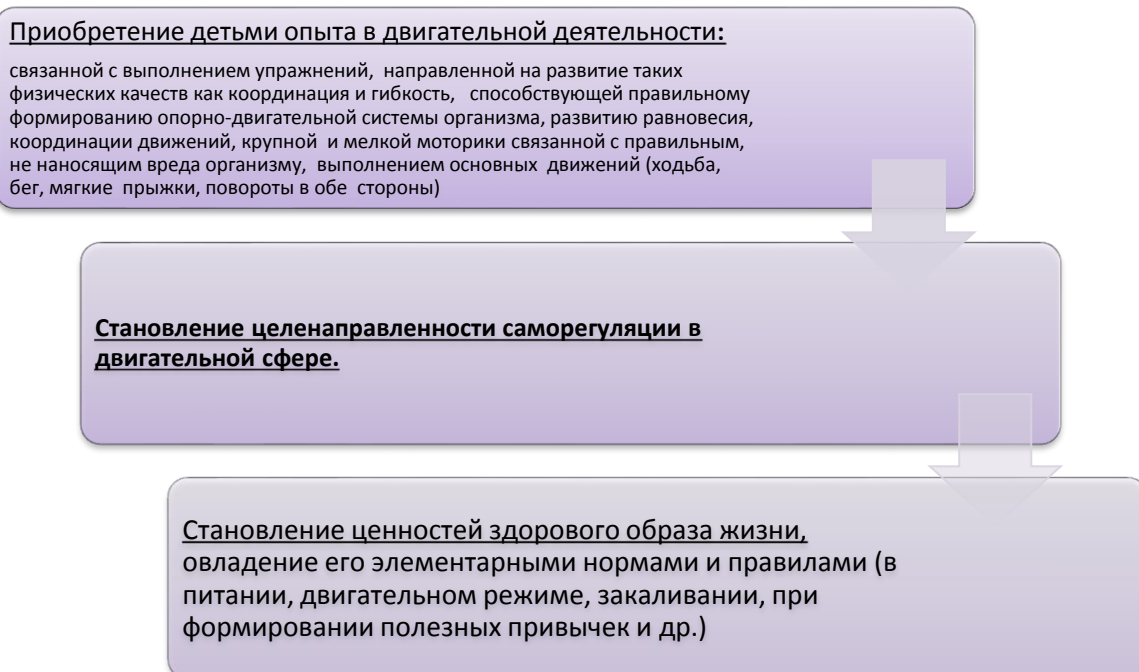 Приобретение детьми опыта в двигательной деятельности:
связанной с выполнением упражнений, направленной на развитие таких
физических качеств как координация и гибкость, способствующей правильному
формированию опорно-двигательной системы организма, развитию равновесия,
координации движений, крупной и мелкой моторики связанной с правильным,
не наносящим вреда организму, выполнением основных движений (ходьба,
бег, мягкие прыжки, повороты в обе стороны)
Становление целенаправленности саморегуляции в
двигательной сфере.
Становление ценностей здорового образа жизни,
овладение его элементарными нормами и правилами (в
питании, двигательном режиме, закаливании, при
формировании полезных привычек и др.)